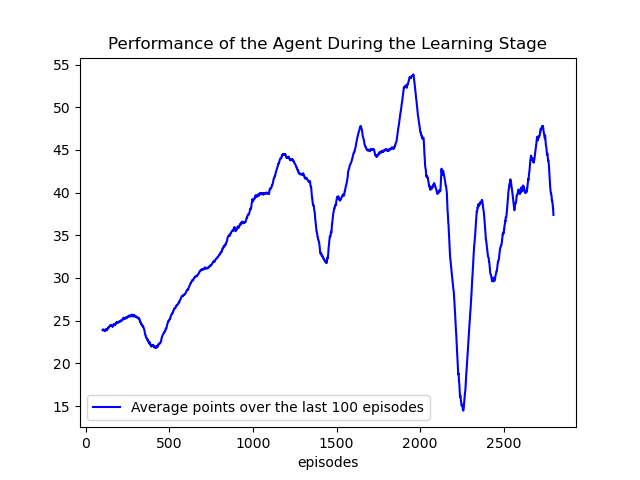 Performance of the Agent During the Learning Stage
55
50
45
40
35
30
25
20
15
Average points over the last 100 episodes
0 500 1000 1500 2000 2500
episodes